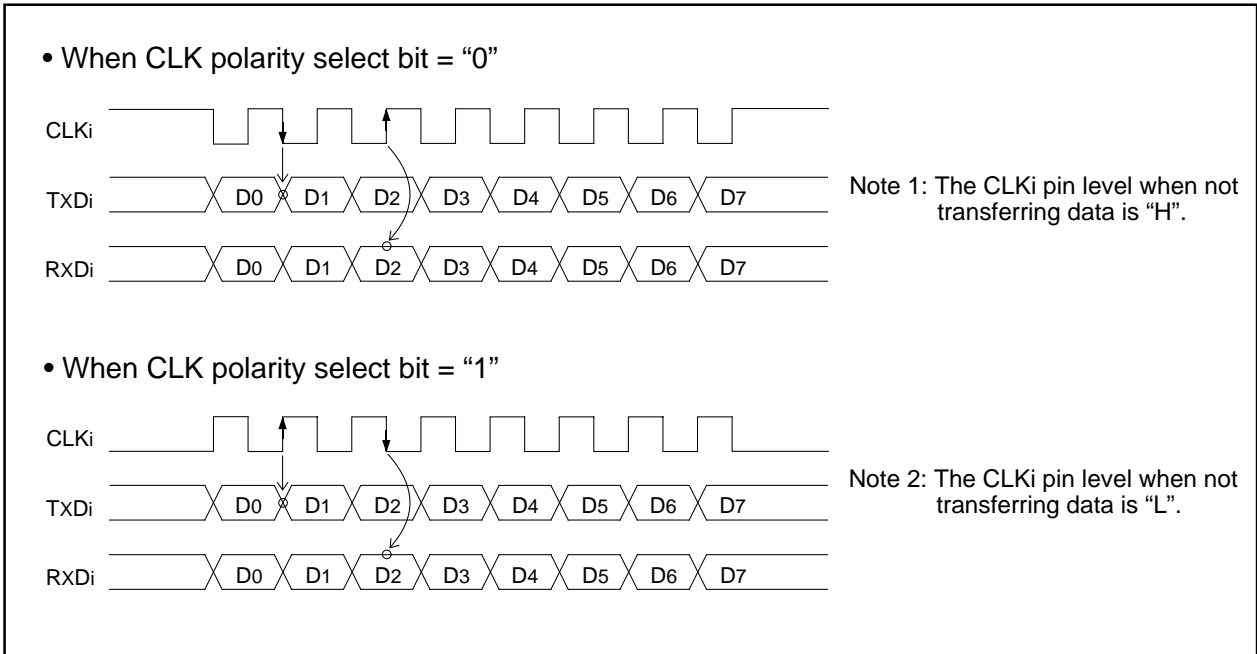 • When CLK polarity select bit = “0”
CLKi
TXDi D0 D1 D2 D3 D4 D5 D6 D7
RXDi D0 D1 D2 D3 D4 D5 D6 D7
Note 1: The CLKi pin level when not
transferring data is “H”.
• When CLK polarity select bit = “1”
CLKi
TXDi D0 D1 D2 D3 D4 D5 D6 D7
RXDi D0 D1 D2 D3 D4 D5 D6 D7
Note 2: The CLKi pin level when not
transferring data is “L”.